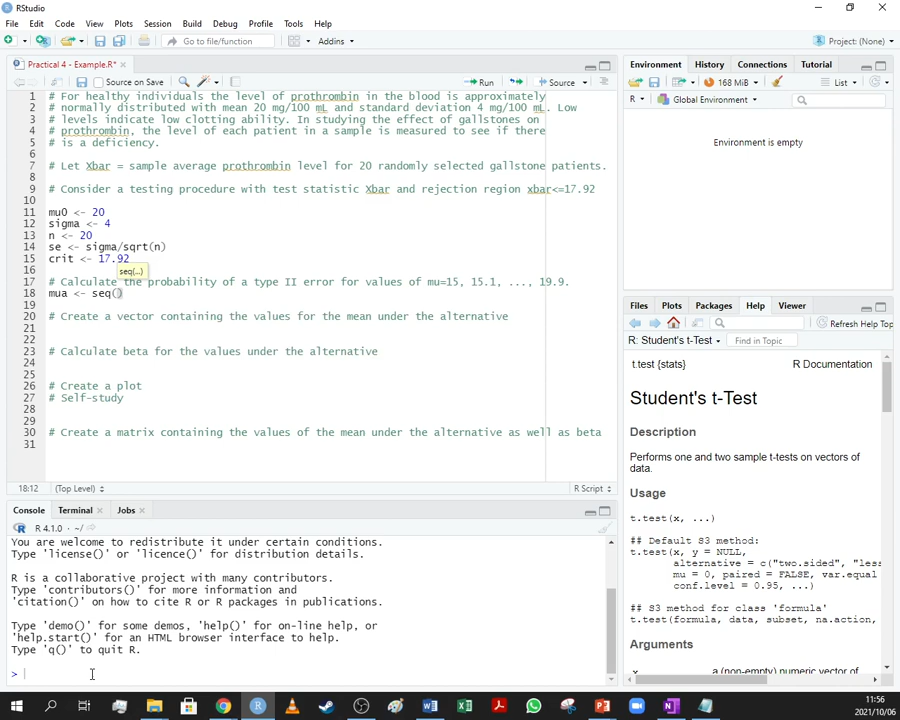 RStudio
File Edit Code View Plots Session Build Debug Profile Tools Help
Go to file/function Addins Project: (None)
Practical 4 - Example.R*
Source on Save Run Source
1 # For healthy individuals the level of prothrombin in the blood is approximately
2 # normally distributed with mean 20 mg/100 mL and standard deviation 4 mg/100 mL. Low
3 # levels indicate low clotting ability. In studying the effect of gallstones on
4 # prothrombin, the level of each patient in a sample is measured to see if there
5 # is a deficiency.
6
7 # Let Xbar = sample average prothrombin level for 20 randomly selected gallstone patients.
8
9 # Consider a testing procedure with test statistic Xbar and rejection region xbar<=17.92
10
11 mu0 <- 20
12 sigma <- 4
13 n <- 20
14 se <- sigma/sqrt(n)
15 crit <- 17.92
16
seq(...)
17 # Calculate the probability of a type II error for values of mu=15, 15.1, ..., 19.9.
18 mua <- seq()
19
20 # Create a vector containing the values for the mean under the alternative
21
22
23 # Calculate beta for the values under the alternative
24
25
26 # Create a plot
27 # Self-study
28
29
30 # Create a matrix containing the values of the mean under the alternative as well as beta
31
18:12 (Top Level) R Script
Console Terminal Jobs
R 4.1.0 · ~/
You are welcome to redistribute it under certain conditions.
Type 'license()' or 'licence()' for distribution details.
R is a collaborative project with many contributors.
Type 'contributors()' for more information and
'citation()' on how to cite R or R packages in publications.
Type 'demo()' for some demos, 'help()' for on-line help, or
'help.start()' for an HTML browser interface to help.
Type 'q()' to quit R.
>
Environment History Connections Tutorial
168 MiB List
R Global Environment
Environment is empty
Files Plots Packages Help Viewer
Refresh Help Top
R: Student's t-Test Find in Topic
t.test {stats} R Documentation
Student's t-Test
Description
Performs one and two sample t-tests on vectors of
data.
Usage
t.test(x, ...)
## Default S3 method:
t.test(x, y = NULL,
alternative = c("two.sided", "less
mu = 0, paired = FALSE, var.equal
conf.level = 0.95, ...)
## S3 method for class 'formula'
t.test(formula, data, subset, na.action,
Arguments
x a (non-empty) numeric vector of
11:56
2021/10/06